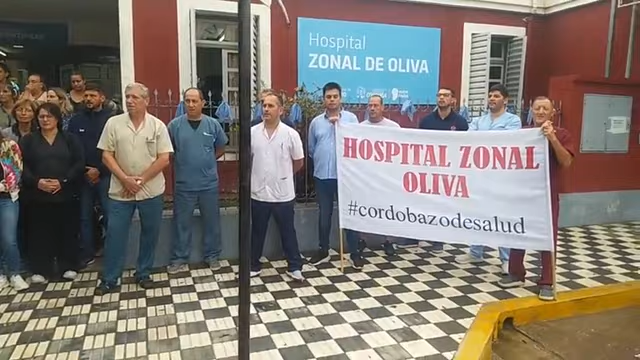 Hospital
ZONAL DE OLIVA
HOSPITAL ZONAL
OLIVA
#cordobazodesalud